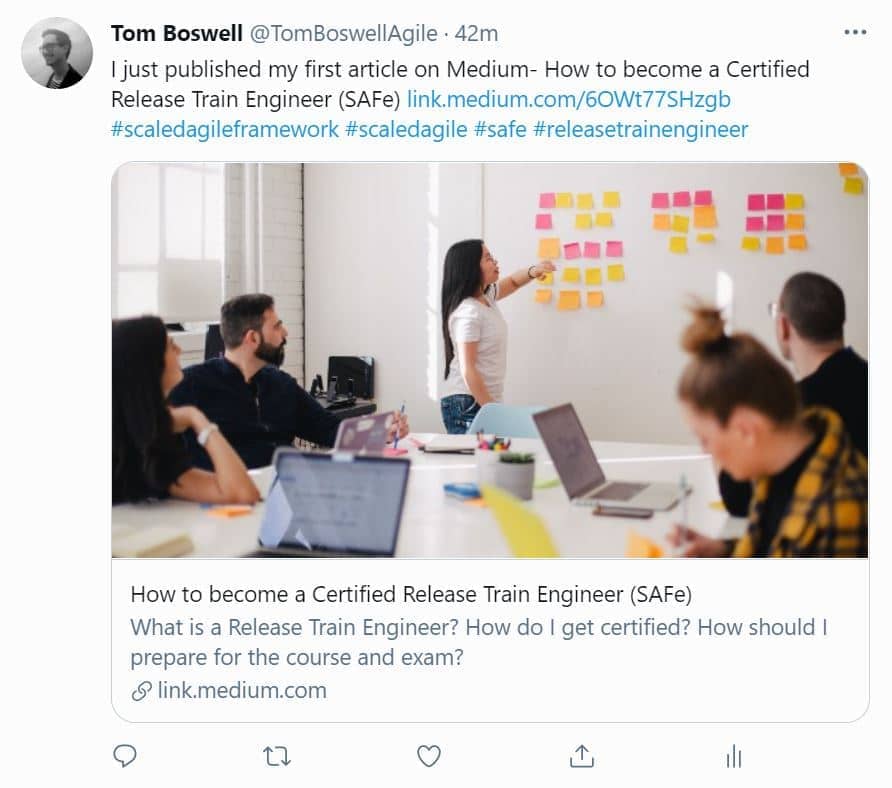 Tom Boswell @TomBoswellAgile · 42m
I just published my first article on Medium- How to become a Certified
Release Train Engineer (SAFe) link.medium.com/6OWt77SHzgb
#scaledagileframework #scaledagile #safe #releasetrainengineer
How to become a Certified Release Train Engineer (SAFe)
What is a Release Train Engineer? How do I get certified? How should I
prepare for the course and exam?
link.medium.com